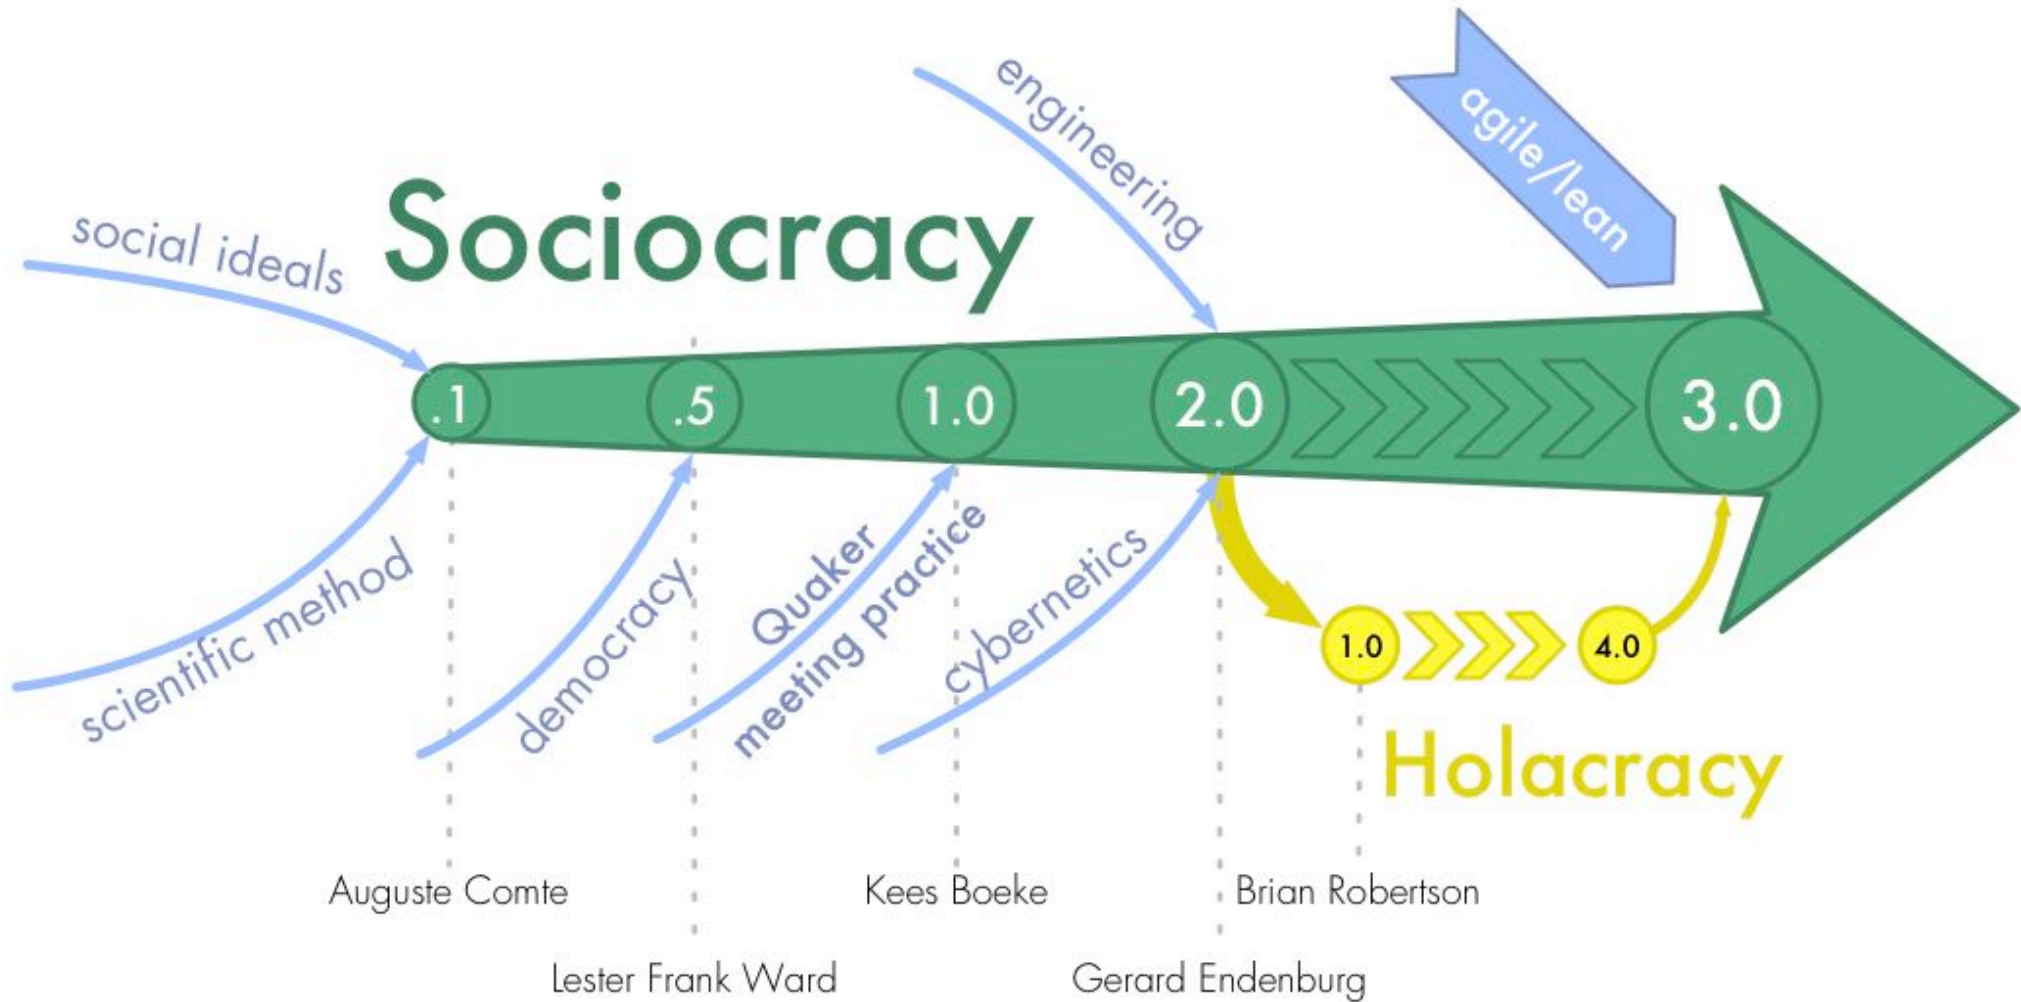 engineering
agile/lean
Sociocracy
social ideals
.1
.5
1.0
2.0
3.0
scientific method
democracy
Quaker
meeting practice
cybernetics
1.0
4.0
Holacracy
Auguste Comte
Kees Boeke
Brian Robertson
Lester Frank Ward
Gerard Endenburg